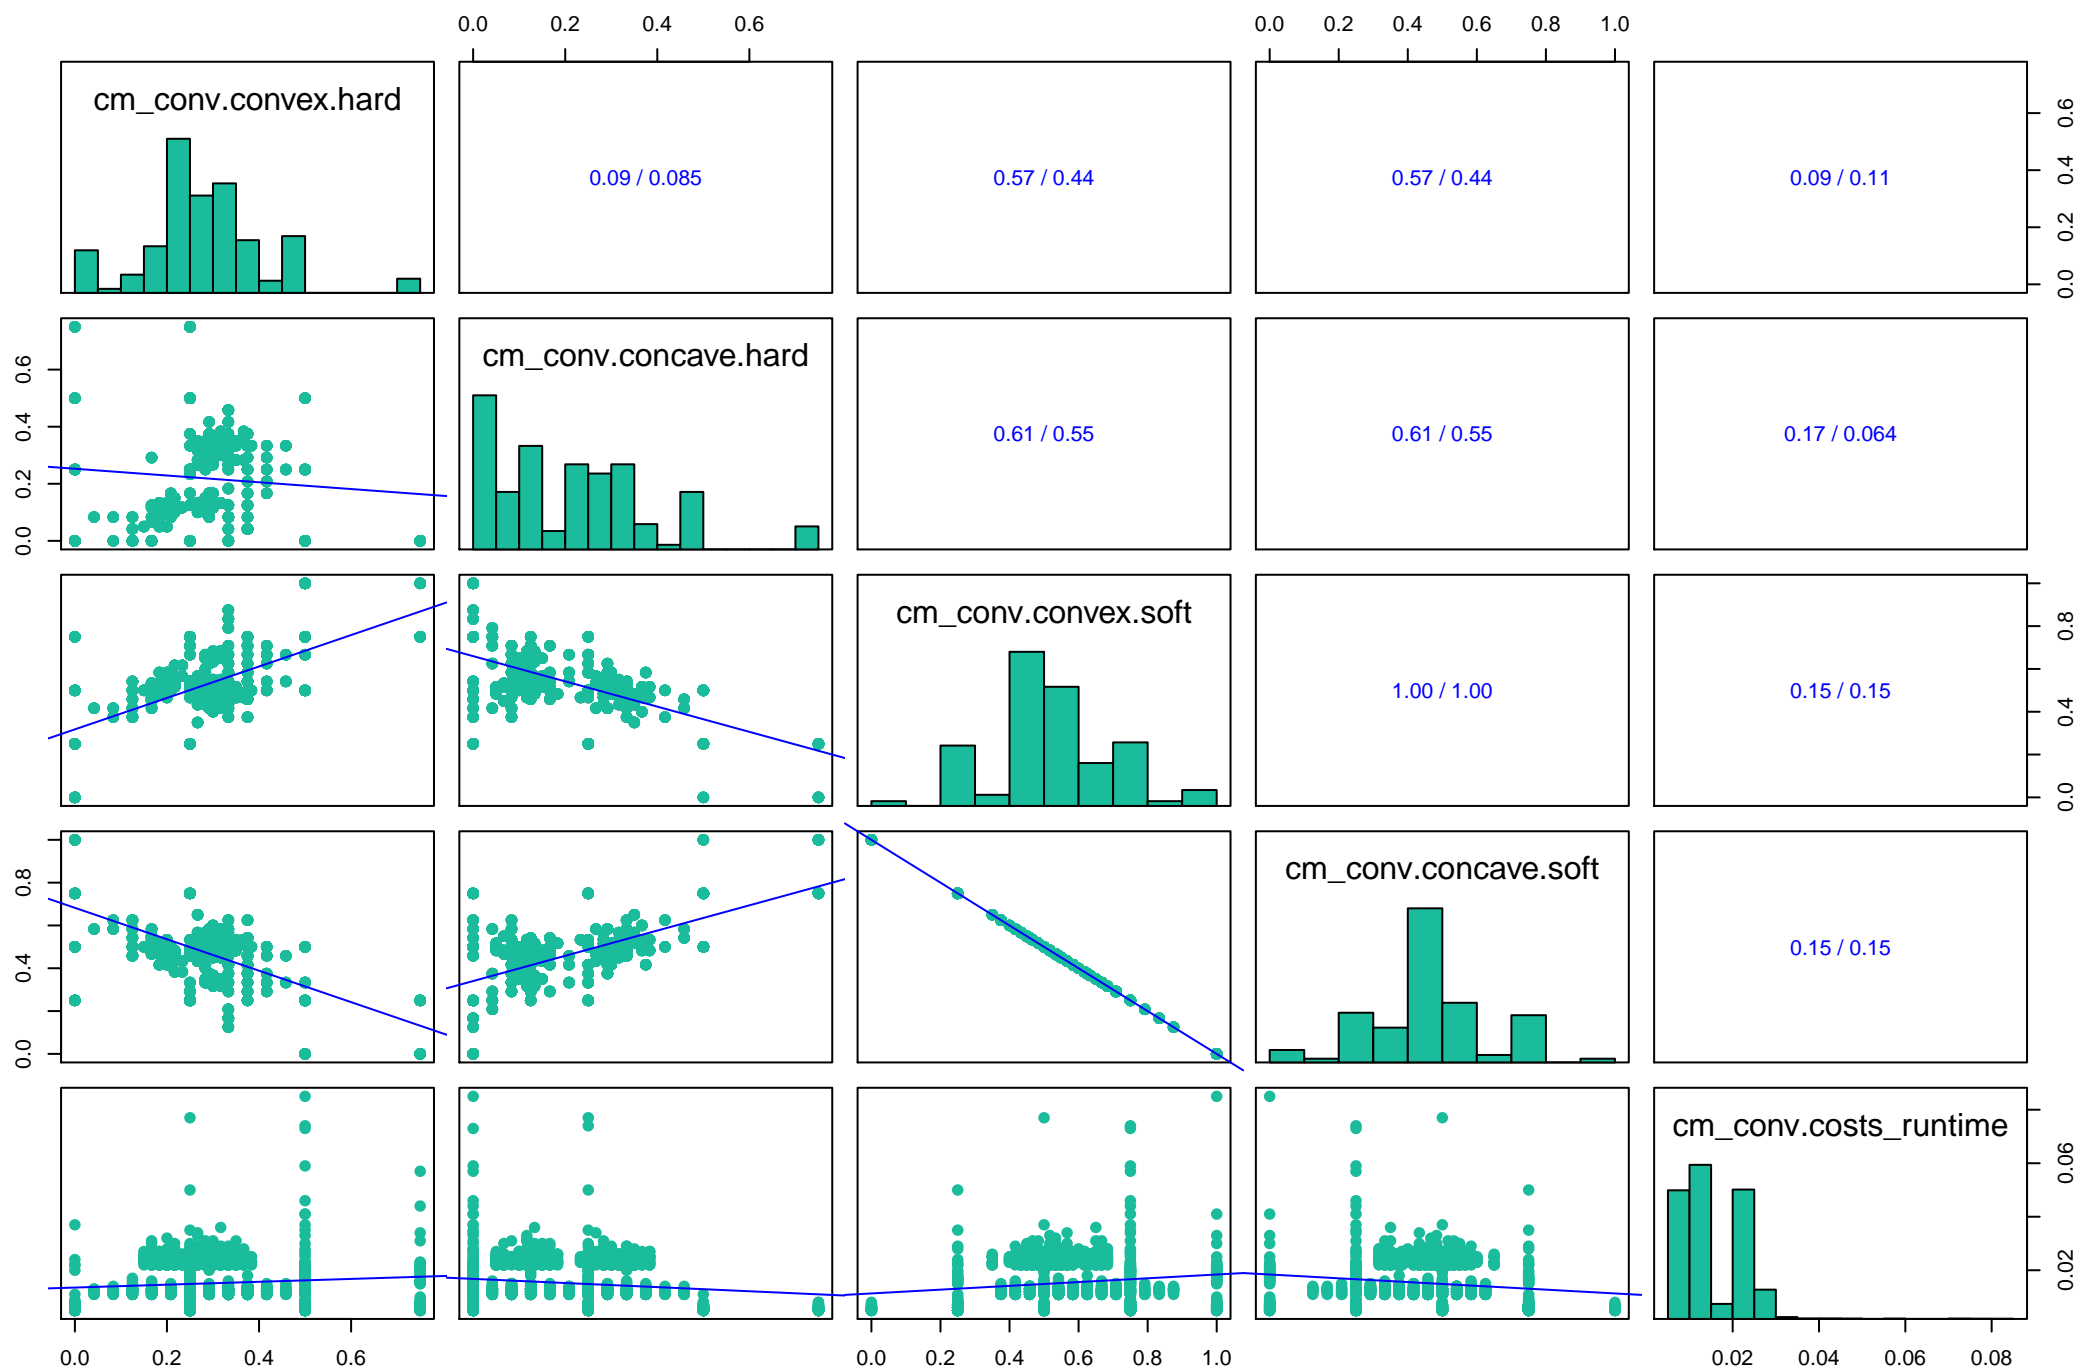 0.0 0.2 0.4 0.6 0.0 0.2 0.4 0.6 0.8 1.0
cm_conv.convex.hard
0.09 / 0.085
0.57 / 0.44
0.57 / 0.44
0.09 / 0.11
0.0 0.2 0.4 0.6
0.0 0.2 0.4 0.6
cm_conv.concave.hard
0.61 / 0.55
0.61 / 0.55
0.17 / 0.064
cm_conv.convex.soft
1.00 / 1.00
0.15 / 0.15
0.0 0.4 0.8
0.0 0.4 0.8
cm_conv.concave.soft
0.15 / 0.15
cm_conv.costs_runtime
0.02 0.06
0.0 0.2 0.4 0.6 0.0 0.2 0.4 0.6 0.8 1.0 0.02 0.04 0.06 0.08